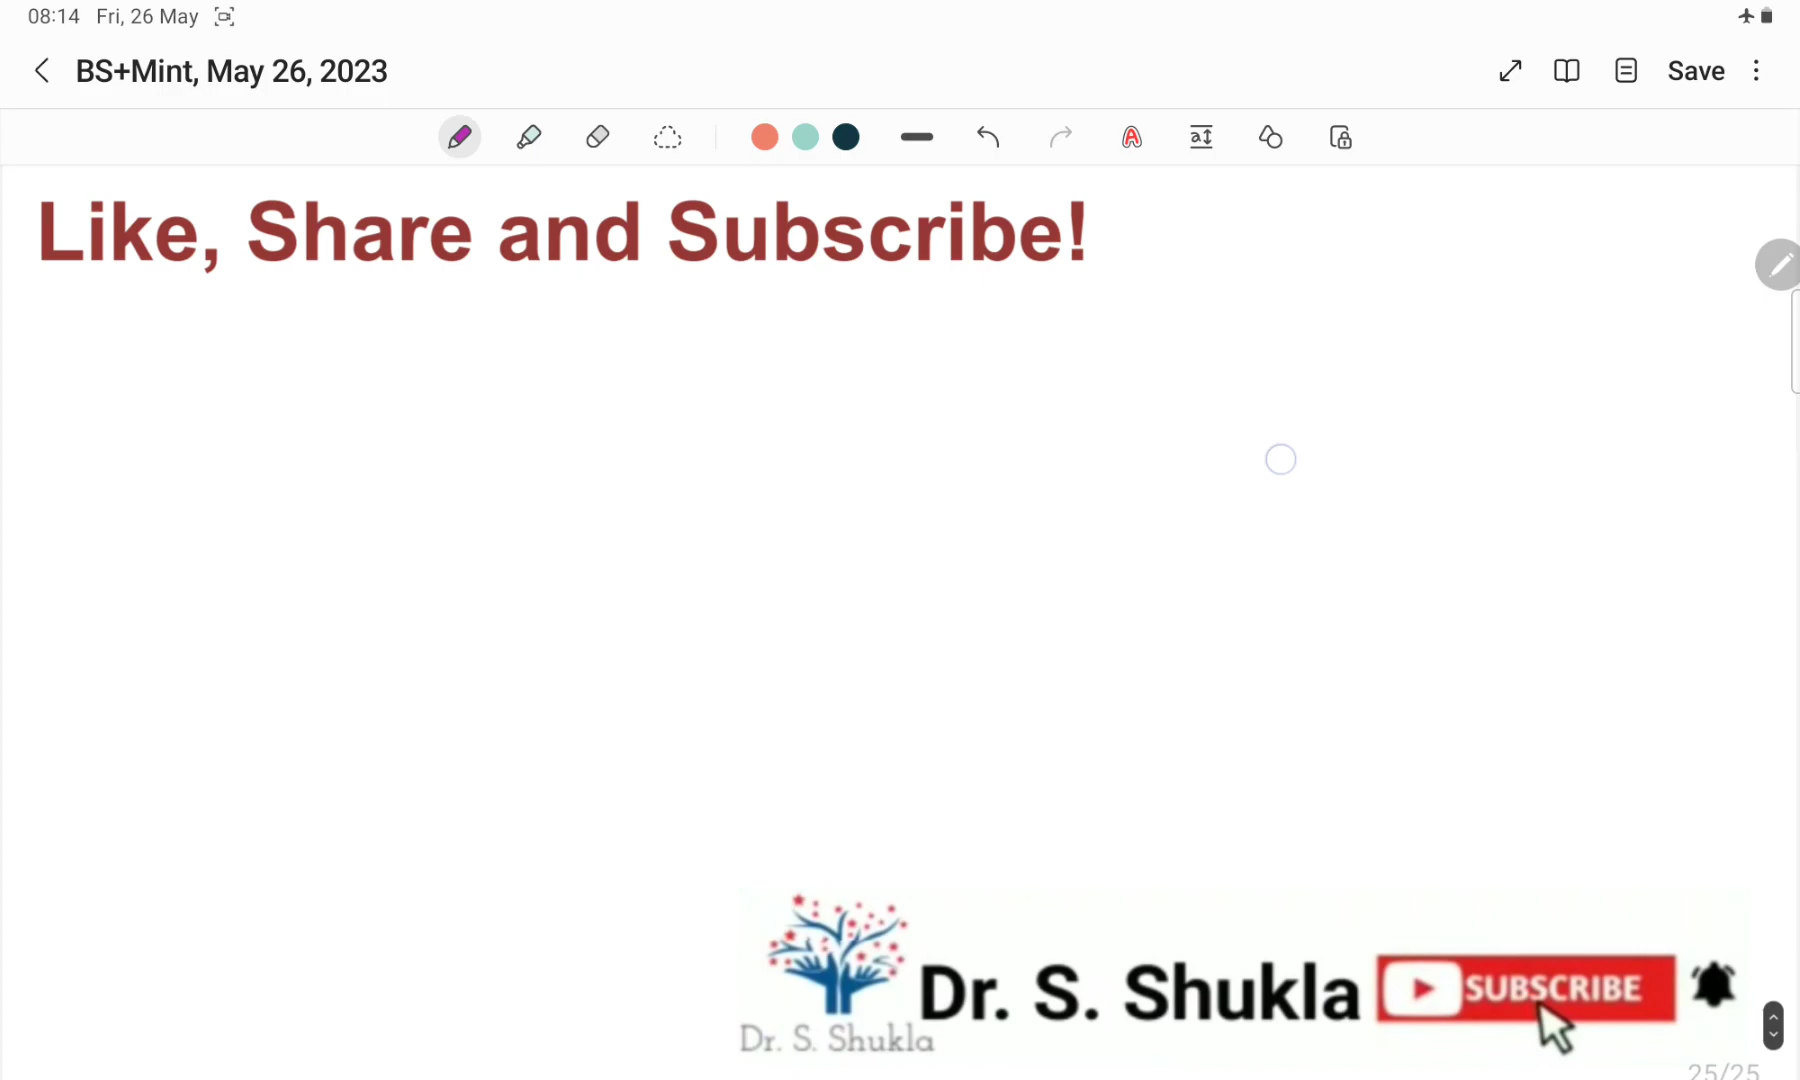 08:14 Fri, 26 May
BS+Mint, May 26, 2023
Save
A
a
Like, Share and Subscribe!
Dr. S. Shukla
SUBSCRIBE
Dr. S. Shukla
25/25